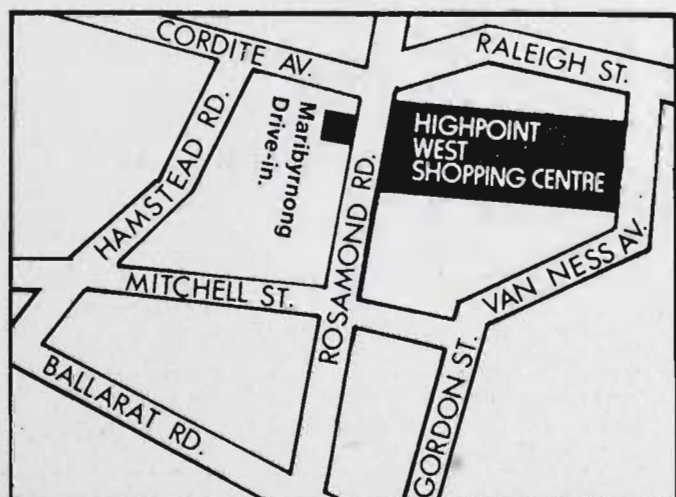 CORDITE AV.
RALEIGH ST.
HAMSTEAD RD.
Maribyrnong
Drive-in.
ROSAMOND RD.
HIGHPOINT
WEST
SHOPPING CENTRE
MITCHELL ST.
VAN NESS AV.
BALLARAT RD.
GORDON ST.